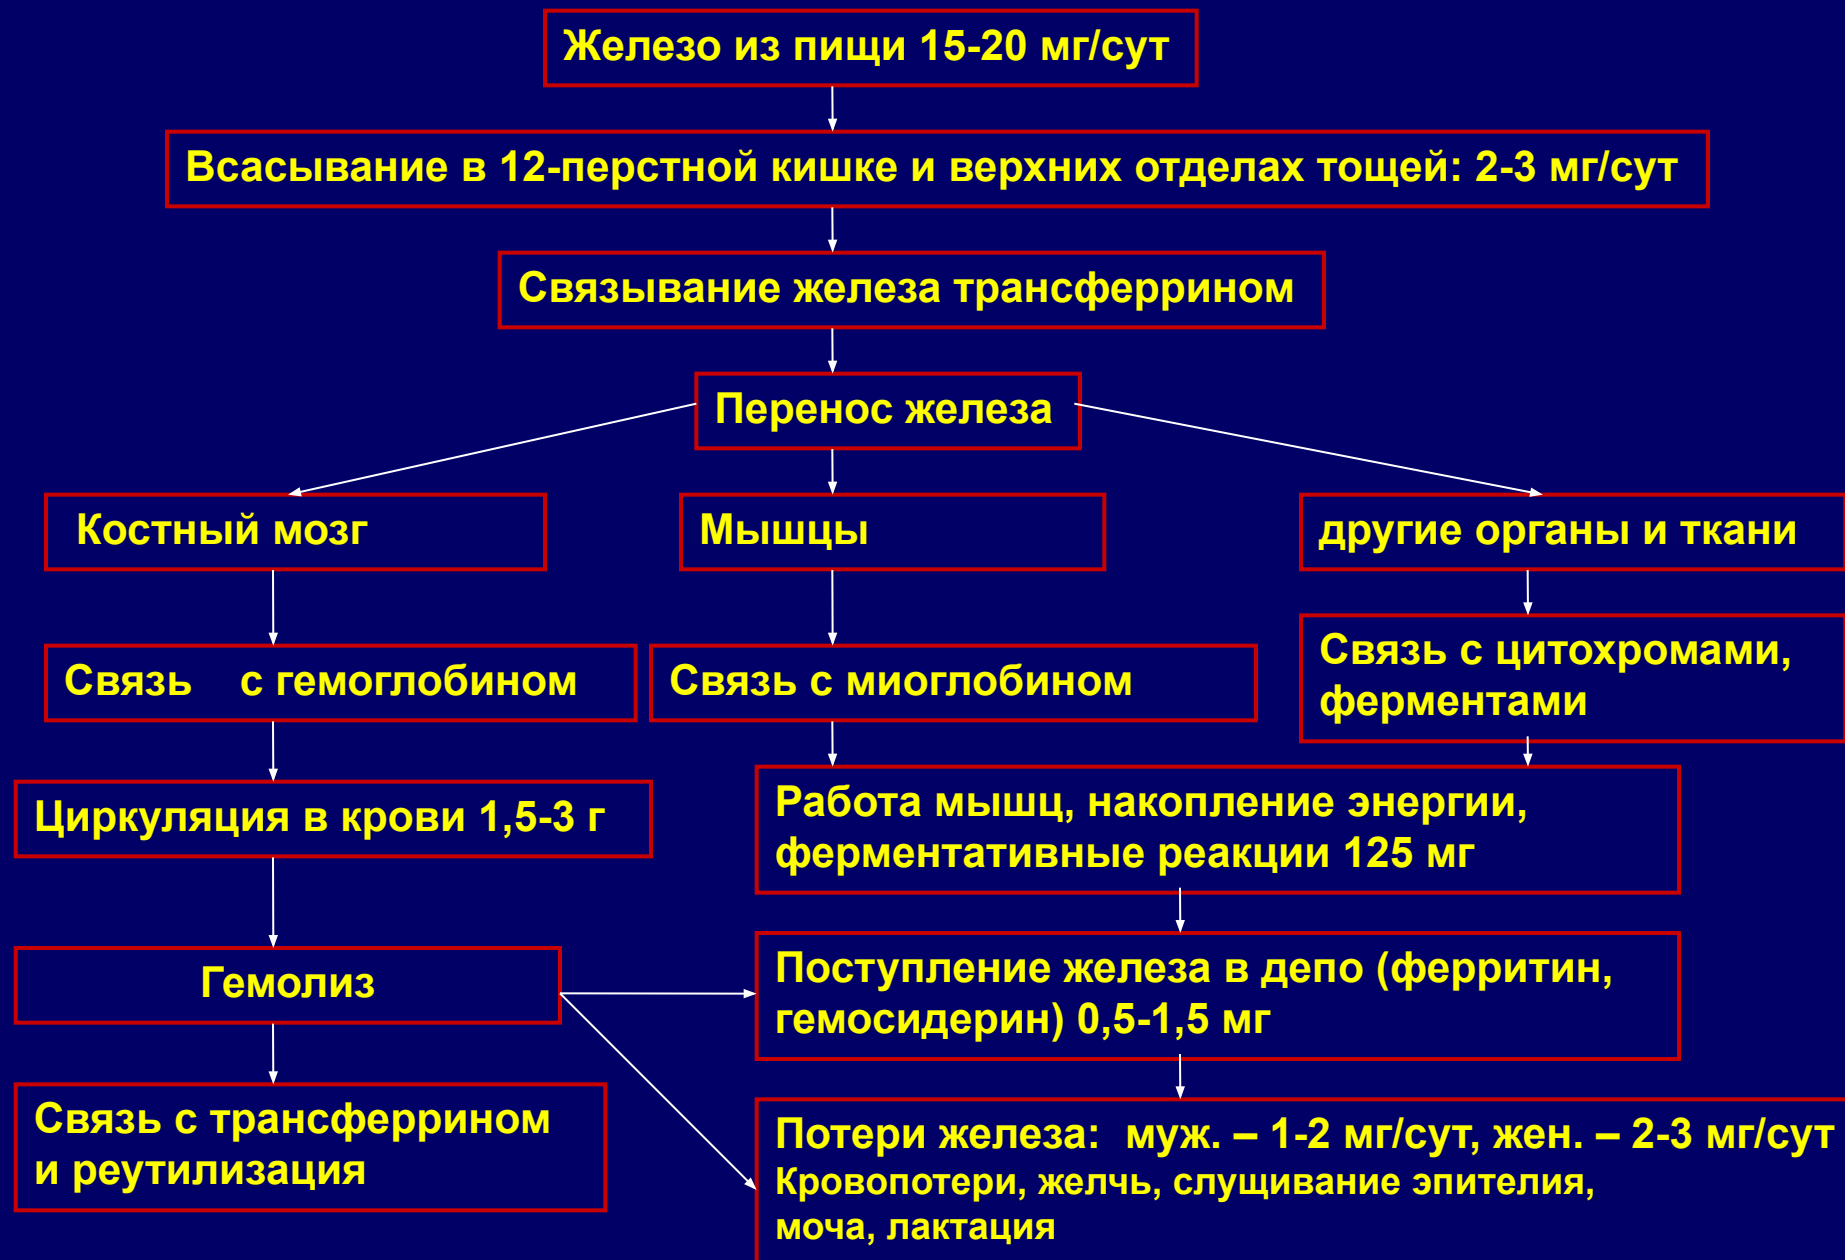 Железо из пищи 15-20 мг/сут
Всасывание в 12-перстной кишке и верхних отделах тощей: 2-3 мг/сут
Связывание железа трансферрином
Перенос железа
Костный мозг
Мышцы
другие органы и ткани
Связь с гемоглобином
Связь с миоглобином
Связь с цитохромами,
ферментами
Циркуляция в крови 1,5-3 г
Работа мышц, накопление энергии,
ферментативные реакции 125 мг
Гемолиз
Поступление железа в депо (ферритин,
гемосидерин) 0,5-1,5 мг
Связь с трансферрином
и реутилизация
Потери железа: муж. – 1-2 мг/сут, жен. – 2-3 мг/сут
Кровопотери, желчь, слущивание эпителия,
моча, лактация